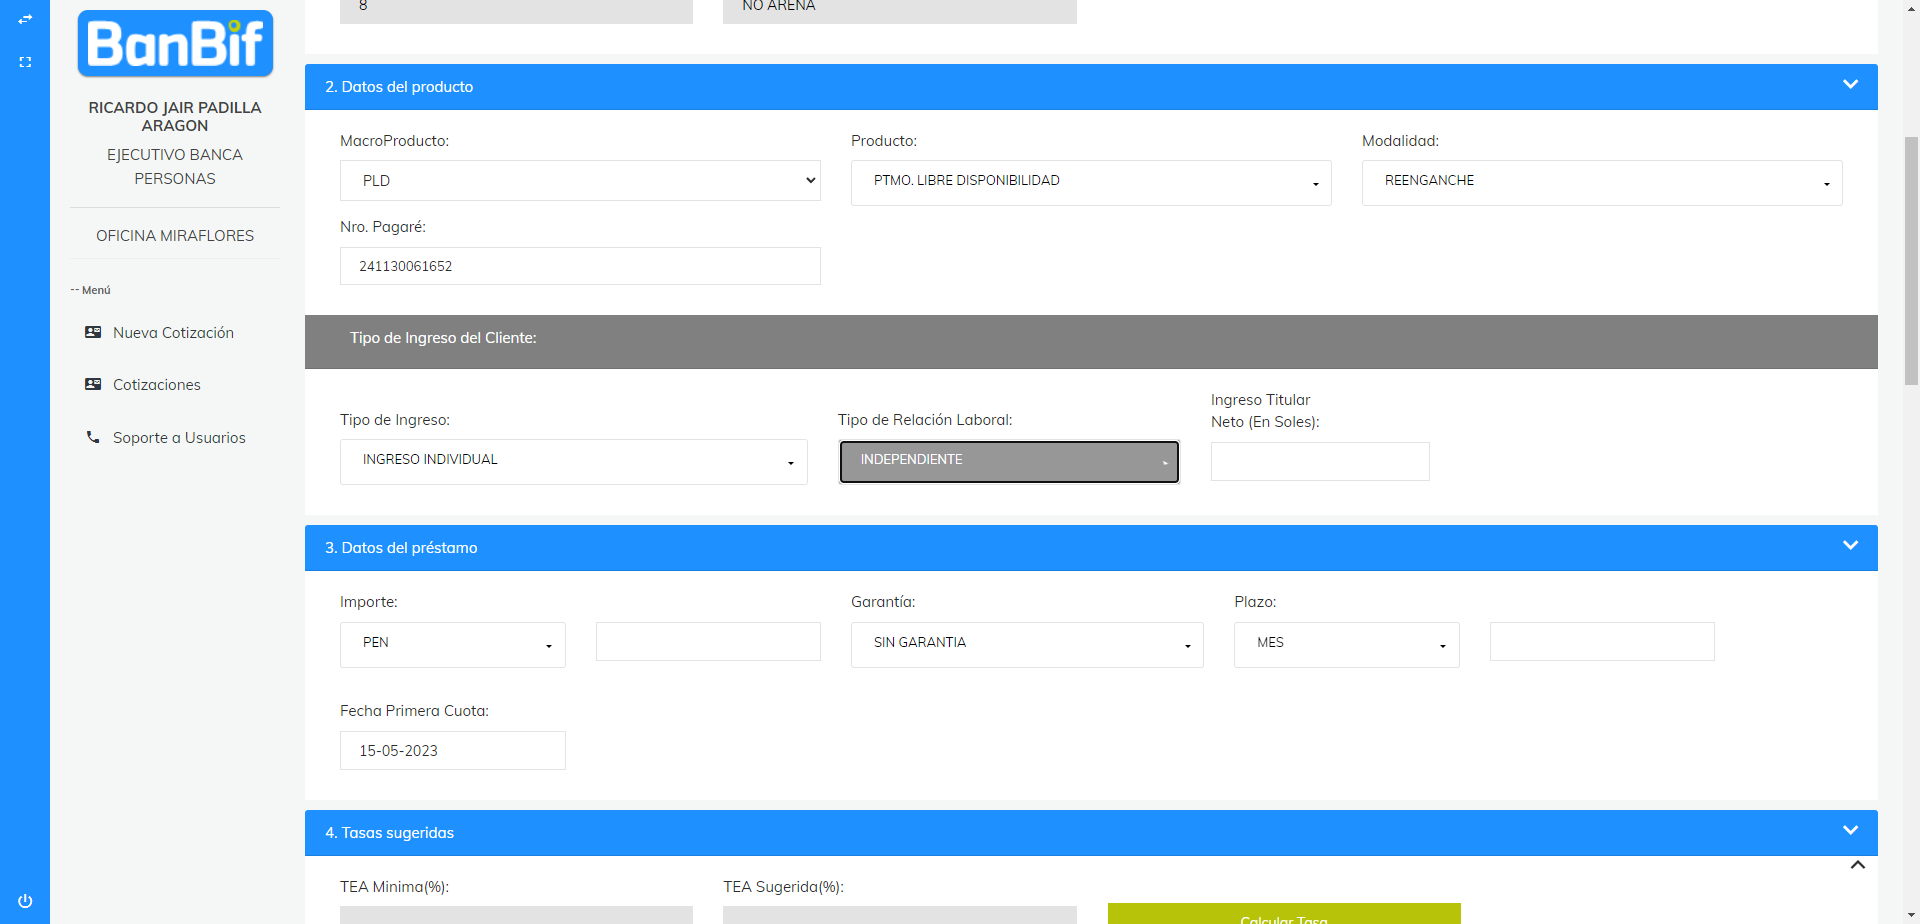 BanBif
RICARDO JAIR PADILLA
ARAGON
EJECUTIVO BANCA
PERSONAS
OFICINA MIRAFLORES
-- Menú
Nueva Cotización
Cotizaciones
Soporte a Usuarios
8
NO ARENA
2. Datos del producto
MacroProducto:
Producto:
Modalidad:
PLD
PTMO. LIBRE DISPONIBILIDAD
REENGANCHE
Nro. Pagaré:
241130061652
Tipo de Ingreso del Cliente:
Tipo de Ingreso:
Tipo de Relación Laboral:
Ingreso Titular
Neto (En Soles):
INGRESO INDIVIDUAL
INDEPENDIENTE
3. Datos del préstamo
Importe:
Garantía:
Plazo:
PEN
SIN GARANTIA
MES
Fecha Primera Cuota:
15-05-2023
4. Tasas sugeridas
TEA Minima(%):
TEA Sugerida(%):
Calcular Tasa